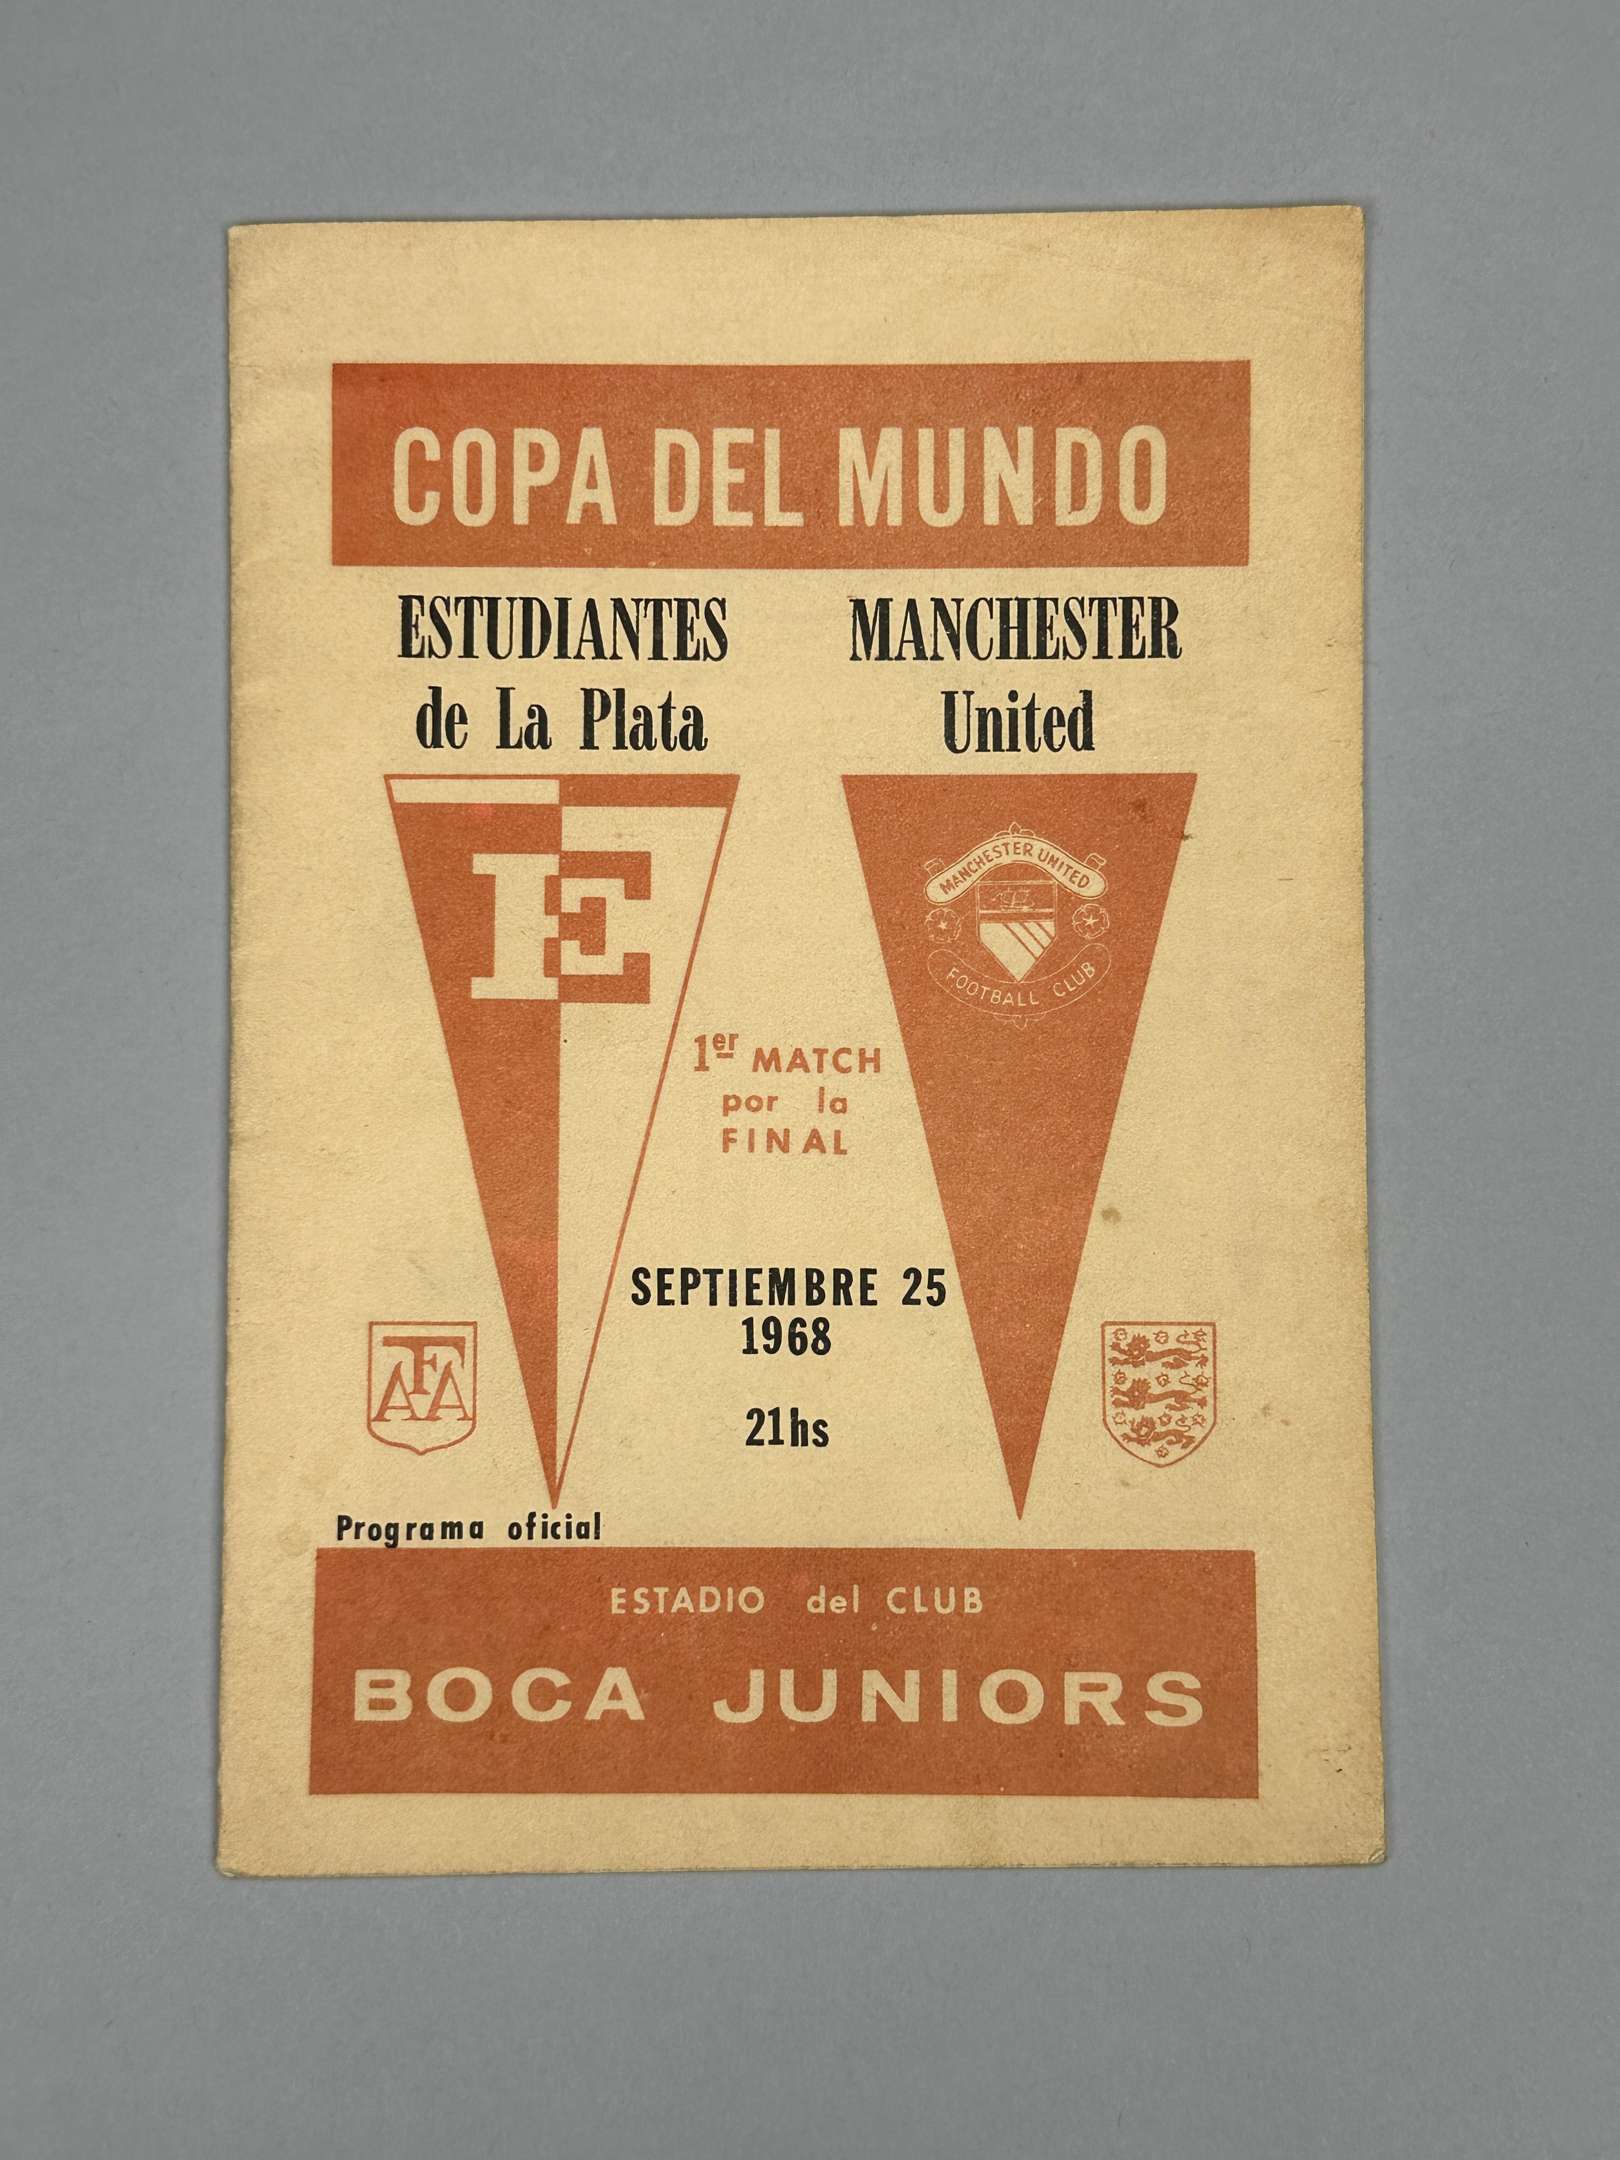 COPA DEL MUNDO
ESTUDIANTES
de La Plata
MANCHESTER
United
E
MANCHESTER UNITED
FOOTBALL CLUB
1er MATCH
por la
FINAL
SEPTIEMBRE 25
1968
21hs
AFA
Programa oficial
ESTADIO del CLUB
BOCA JUNIORS